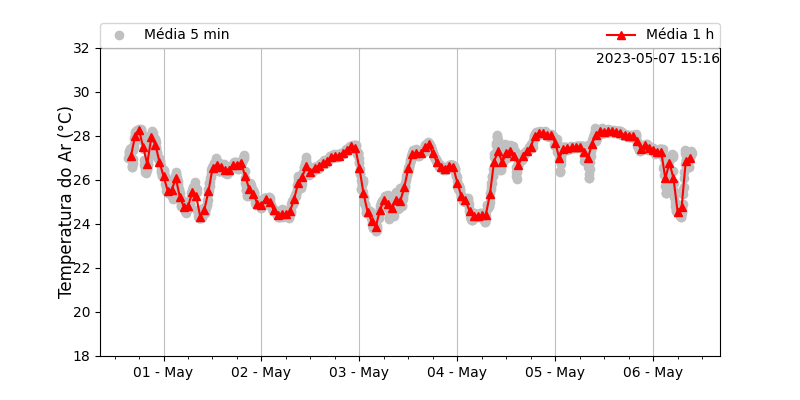 Média 5 min
Média 1 h
2023-05-07 15:16
Temperatura do Ar (°C)
32
30
28
26
24
22
20
18
01 - May
02 - May
03 - May
04 - May
05 - May
06 - May